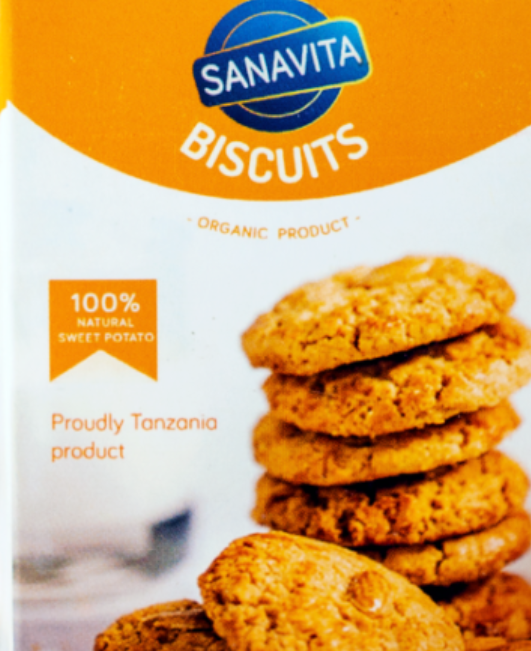 SANAVITA
BISCUITS
- ORGANIC PRODUCT -
100%
NATURAL
SWEET POTATO
Proudly Tanzania
product